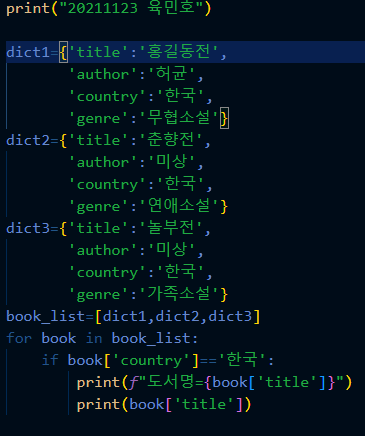 print("20211123 육민호")
dict1={'title':'홍길동전',
'author':'허균',
'country':'한국',
'genre':'무협소설'}
dict2={'title':'춘향전',
'author':'미상',
'country':'한국',
'genre':'연애소설'}
dict3={'title':'놀부전',
'author':'미상',
'country':'한국',
'genre':'가족소설'}
book_list=[dict1,dict2,dict3]
for book in book_list:
if book['country']=='한국':
print(f"도서명={book['title']}")
print(book['title'])